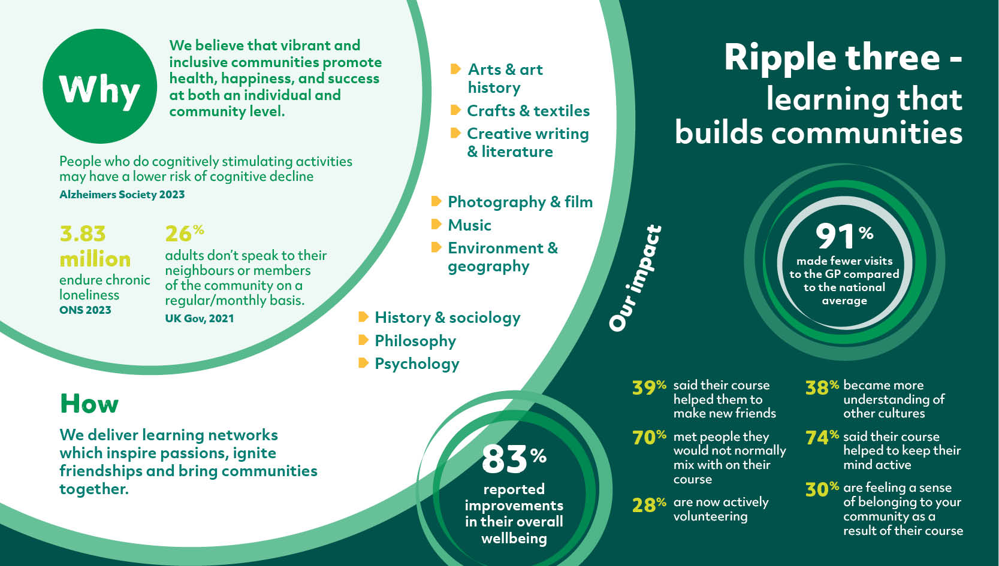 Why
We believe that vibrant and
inclusive communities promote
health, happiness, and success
at both an individual and
community level.
People who do cognitively stimulating activities
may have a lower risk of cognitive decline
Alzheimers Society 2023
3.83
million
endure chronic
loneliness
ONS 2023
26%
adults don’t speak to their
neighbours or members
of the community on a
regular/monthly basis.
UK Gov, 2021
How
We deliver learning networks
which inspire passions, ignite
friendships and bring communities
together.
Arts & art
history
Crafts & textiles
Creative writing
& literature
Photography & film
Music
Environment &
geography
History & sociology
Philosophy
Psychology
Ripple three -
learning that
builds communities
Our impact
91%
made fewer visits
to the GP compared
to the national
average
83%
reported
improvements
in their overall
wellbeing
39% said their course
helped them to
make new friends
70% met people they
would not normally
mix with on their
course
28% are now actively
volunteering
38% became more
understanding of
other cultures
74% said their course
helped to keep their
mind active
30% are feeling a sense
of belonging to your
community as a
result of their course